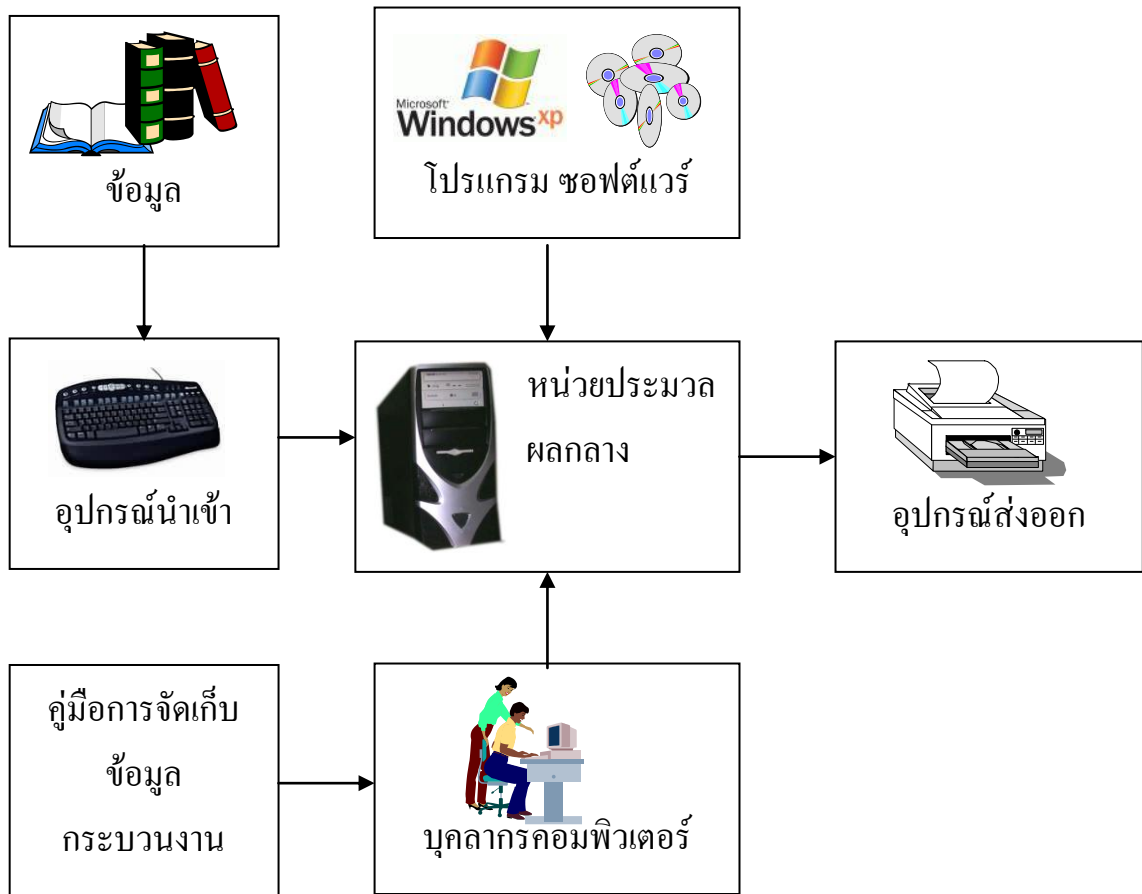 Microsoft
Windows xp
ข้อมูล
โปรแกรม ซอฟต์แวร์
อุปกรณ์นำเข้า
หน่วยประมวล
ผลกลาง
อุปกรณ์ส่งออก
คู่มือการจัดเก็บ
ข้อมูล
กระบวนงาน
บุคลากรคอมพิวเตอร์